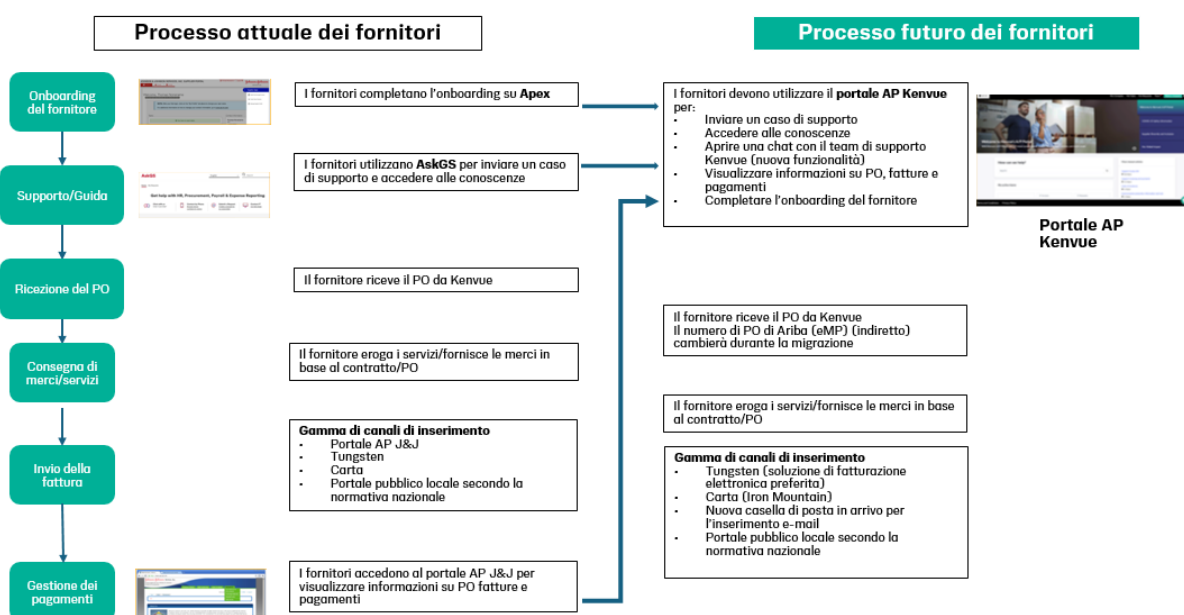 Processo attuale dei fornitori
Processo futuro dei fornitori
Onboarding
del fornitore
I fornitori completano l'onboarding su Apex
I fornitori devono utilizzare il portale AP Kenvue
per:
• Inviare un caso di supporto
• Accedere alle conoscenze
• Aprire una chat con il team di supporto
Kenvue (nuova funzionalità)
• Visualizzare informazioni su PO, fatture e
pagamenti
• Completare l'onboarding del fornitore
Portale AP
Kenvue
Supporto/Guida
AskGS
Get help with HR, Procurement, Payroll & Expense Reporting
I fornitori utilizzano AskGS per inviare un caso
di supporto e accedere alle conoscenze
Ricezione del PO
Il fornitore riceve il PO da Kenvue
Il fornitore riceve il PO da Kenvue
Il numero di PO di Ariba (eMP) (indiretto)
cambierà durante la migrazione
Consegna di
merci/servizi
Il fornitore eroga i servizi/fornisce le merci in
base al contratto/PO
Il fornitore eroga i servizi/fornisce le merci in base
al contratto/PO
Invio della
fattura
Gamma di canali di inserimento
• Portale AP J&J
• Tungsten
• Carta
• Portale pubblico locale secondo la
normativa nazionale
Gamma di canali di inserimento
• Tungsten (soluzione di fatturazione
elettronica preferita)
• Carta (Iron Mountain)
• Nuova casella di posta in arrivo per
l'inserimento e-mail
• Portale pubblico locale secondo la
normativa nazionale
Gestione dei
pagamenti
I fornitori accedono al portale AP J&J per
visualizzare informazioni su PO fatture e
pagamenti